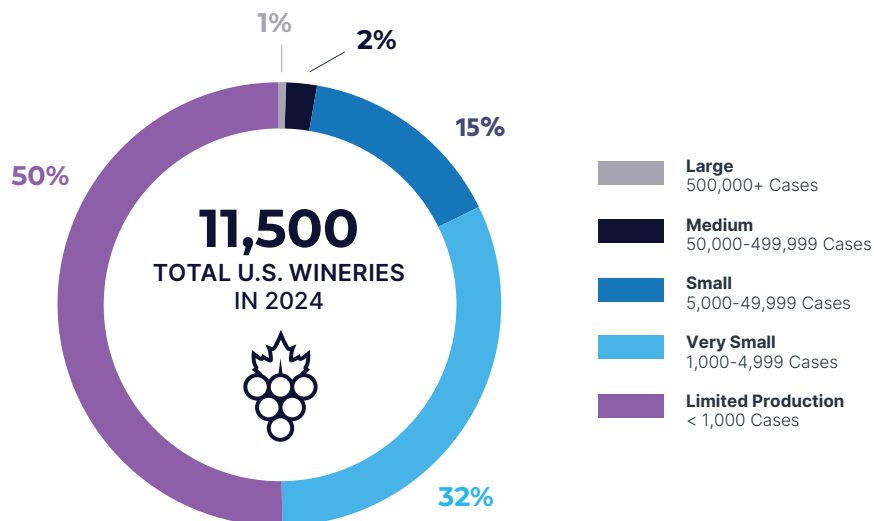 1%
2%
15%
50%
11,500
TOTAL U.S. WINERIES
IN 2024
32%
Large
500,000+ Cases
Medium
50,000-499,999 Cases
Small
5,000-49,999 Cases
Very Small
1,000-4,999 Cases
Limited Production
< 1,000 Cases